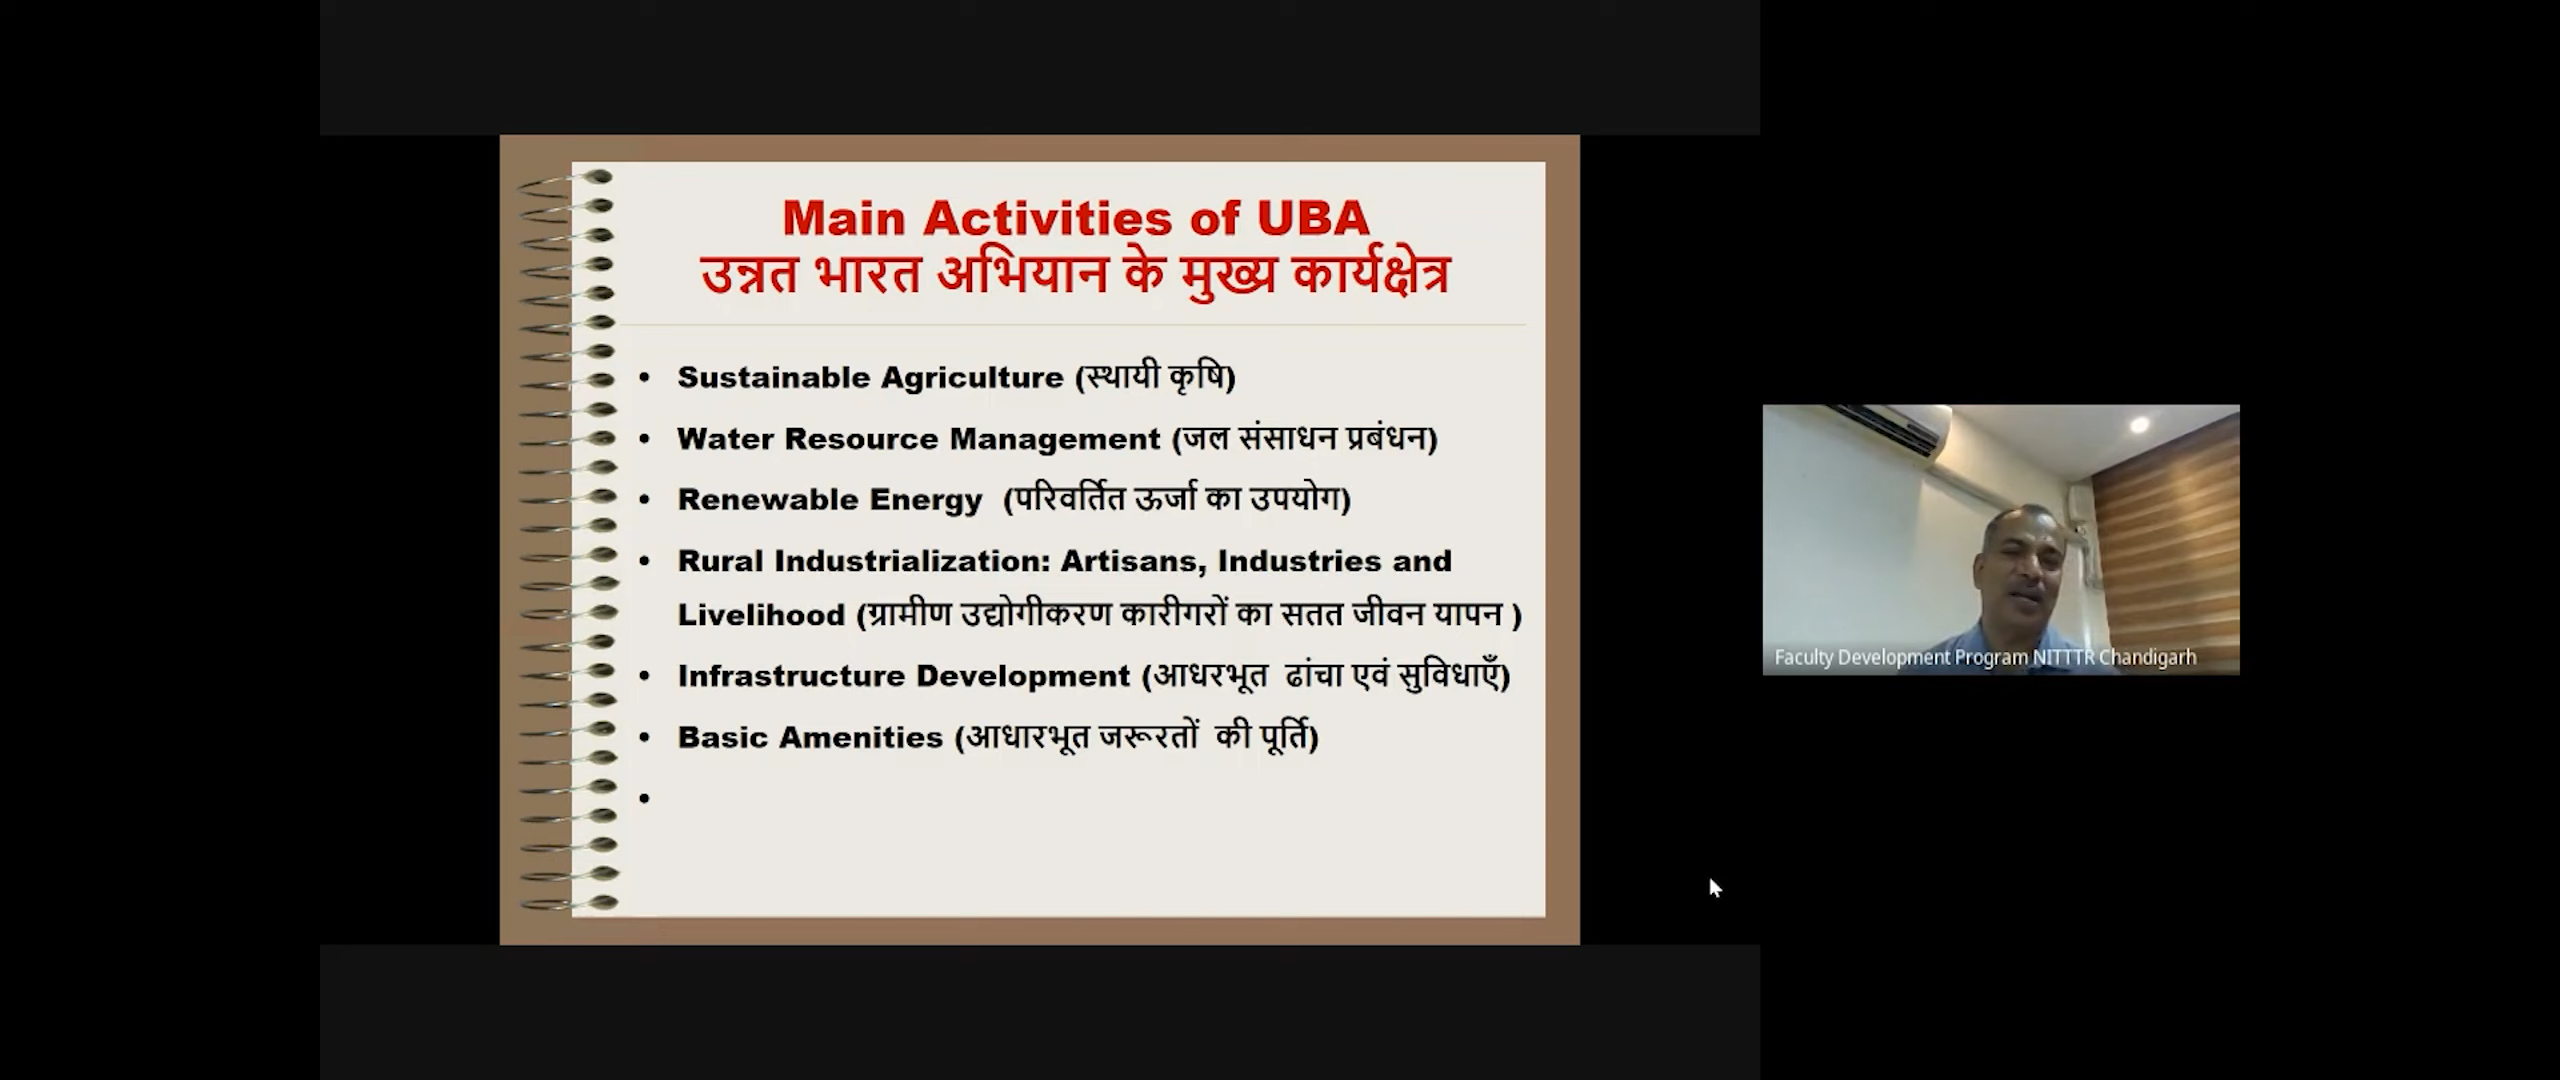 Main Activities of UBA
उन्नत भारत अभियान के मुख्य कार्यक्षेत्र
• Sustainable Agriculture (स्थायी कृषि)
• Water Resource Management (जल संसाधन प्रबंधन)
• Renewable Energy (परिवर्तित ऊर्जा का उपयोग)
• Rural Industrialization: Artisans, Industries and
Livelihood (ग्रामीण उद्योगीकरण कारीगरों का सतत जीवन यापन )
• Infrastructure Development (आधरभूत ढांचा एवं सुविधाएँ)
• Basic Amenities (आधारभूत जरूरतों की पूर्ति)
•
Faculty Development Program NITTTR Chandigarh